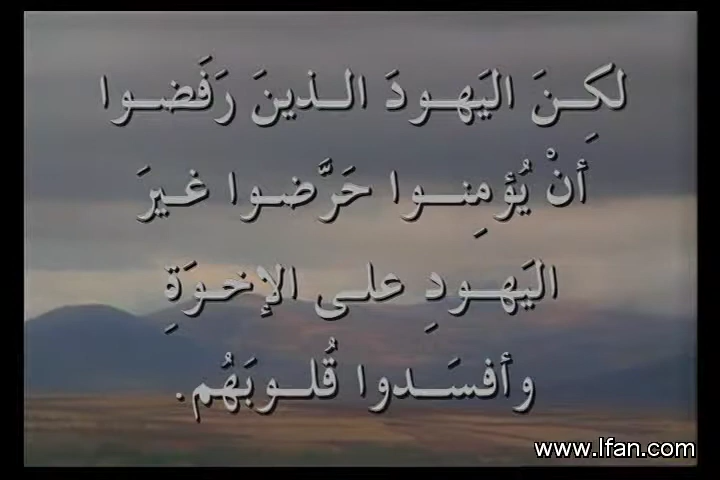 لكِنَ اليَهودَ الذينَ رَفَضوا
أنْ يُؤمِنوا حَرَّضوا غيرَ
اليَهودِ على الإخوَةِ
وأفسَدوا قُلوبَهُم.
www.lfan.com